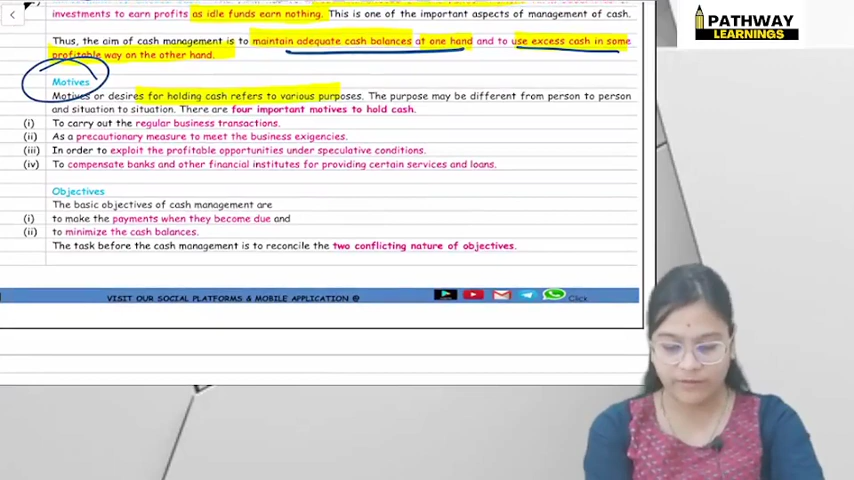 investments to earn profits as idle funds earn nothing. This is one of the important aspects of management of cash.
Thus, the aim of cash management is to maintain adequate cash balances at one hand and to use excess cash in some
profitable way on the other hand.
Motives
Motives or desires for holding cash refers to various purposes. The purpose may be different from person to person
and situation to situation. There are four important motives to hold cash.
(i) To carry out the regular business transactions.
(ii) As a precautionary measure to meet the business exigencies.
(iii) In order to exploit the profitable opportunities under speculative conditions.
(iv) To compensate banks and other financial institutes for providing certain services and loans.
Objectives
The basic objectives of cash management are
(i) to make the payments when they become due and
(ii) to minimize the cash balances.
The task before the cash management is to reconcile the two conflicting nature of objectives.
VISIT OUR SOCIAL PLATFORMS & MOBILE APPLICATION @
Click
PATHWAY
LEARNINGS